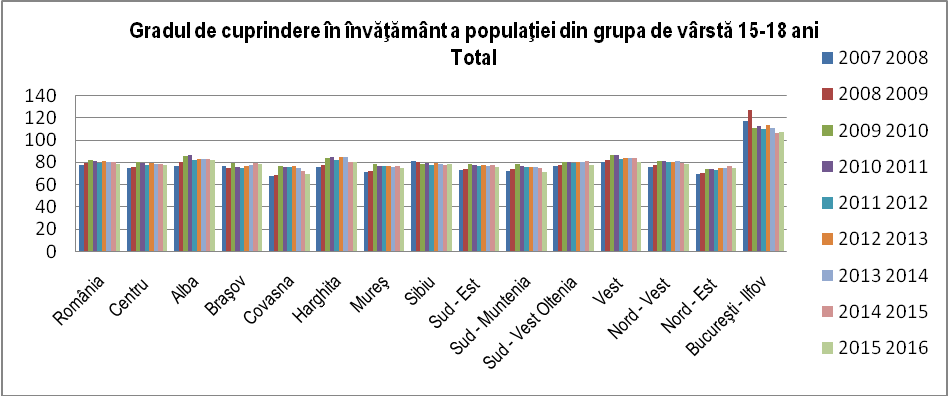 Gradul de cuprindere în învăţământ a populaţiei din grupa de vârstă 15-18 ani
Total
140
120
100
80
60
40
20
0
România
Centru
Alba
Braşov
Covasna
Harghita
Mureş
Sibiu
Sud - Est
Sud - Muntenia
Sud - Vest Oltenia
Vest
Nord - Vest
Nord - Est
Bucureşti - Ilfov
2007 2008
2008 2009
2009 2010
2010 2011
2011 2012
2012 2013
2013 2014
2014 2015
2015 2016